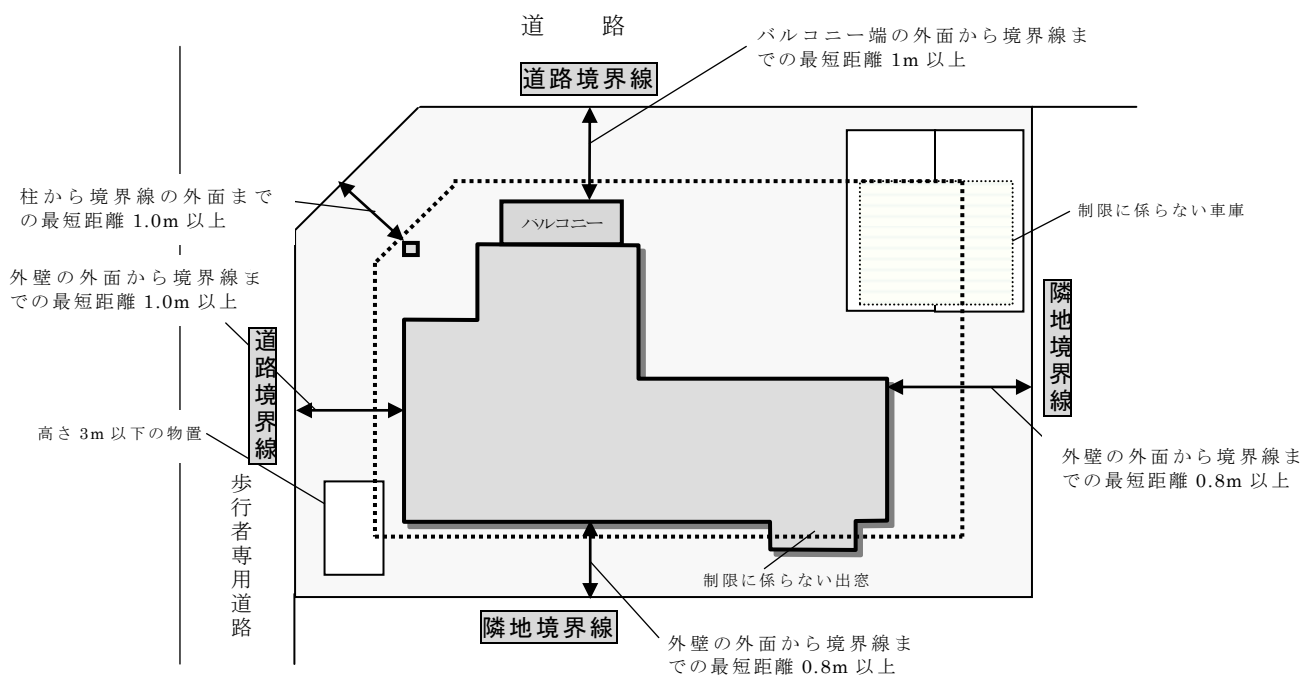 道　路
バルコニー端の外面から境界線ま
での最短距離 1m 以上
道路境界線
柱から境界線の外面まで
の最短距離 1.0m 以上
バルコニー
制限に係らない車庫
外壁の外面から境界線ま
での最短距離 1.0m 以上
道路境界線
隣地境界線
高さ 3m 以下の物置
外壁の外面から境界線ま
での最短距離 0.8m 以上
歩行者専用道路
制限に係らない出窓
隣地境界線
外壁の外面から境界線ま
での最短距離 0.8m 以上